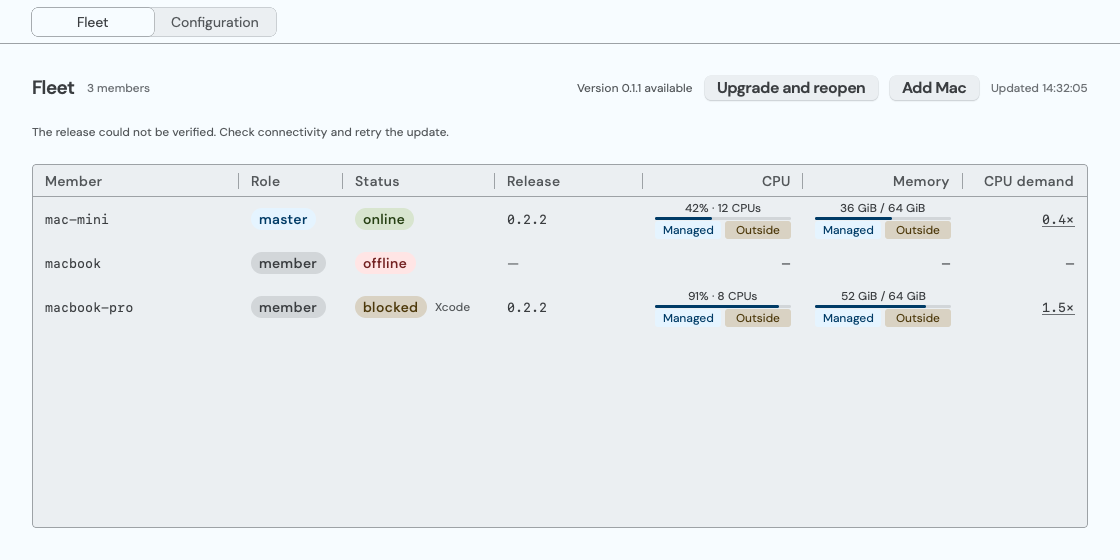 Fleet Configuration
Fleet 3 members Version 0.1.1 available Upgrade and reopen Add Mac Updated 14:32:05
The release could not be verified. Check connectivity and retry the update.
Member Role Status Release CPU Memory CPU demand
mac-mini master online 0.2.2 42% · 12 CPUs 36 GiB / 64 GiB 0.4×
Managed Outside Managed Outside
macbook member offline — — — —
macbook-pro member blocked Xcode 0.2.2 91% · 8 CPUs 52 GiB / 64 GiB 1.5×
Managed Outside Managed Outside